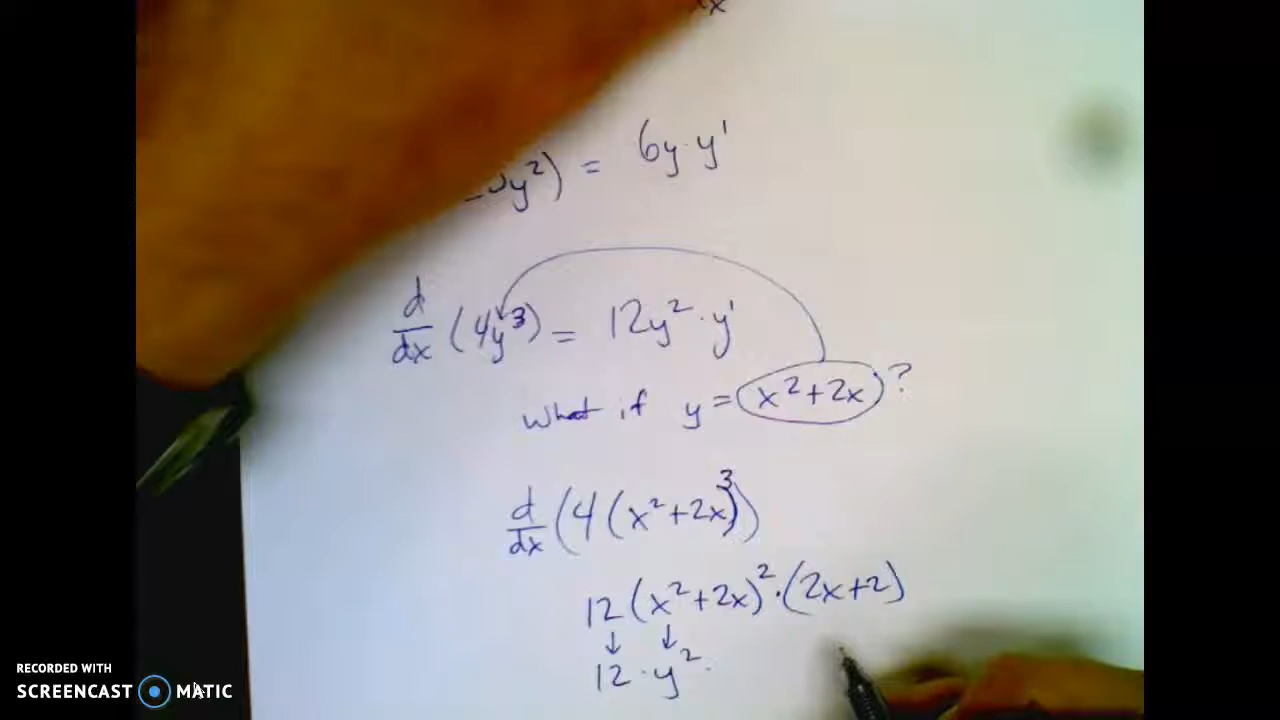 y²) = 6y · y'
d/dx (4y³) = 12y² · y'
What if y = x² + 2x ?
d/dx (4(x² + 2x)³)
12(x² + 2x)² · (2x + 2)
↓ ↓
12 · y² ·
RECORDED WITH
SCREENCAST MATIC